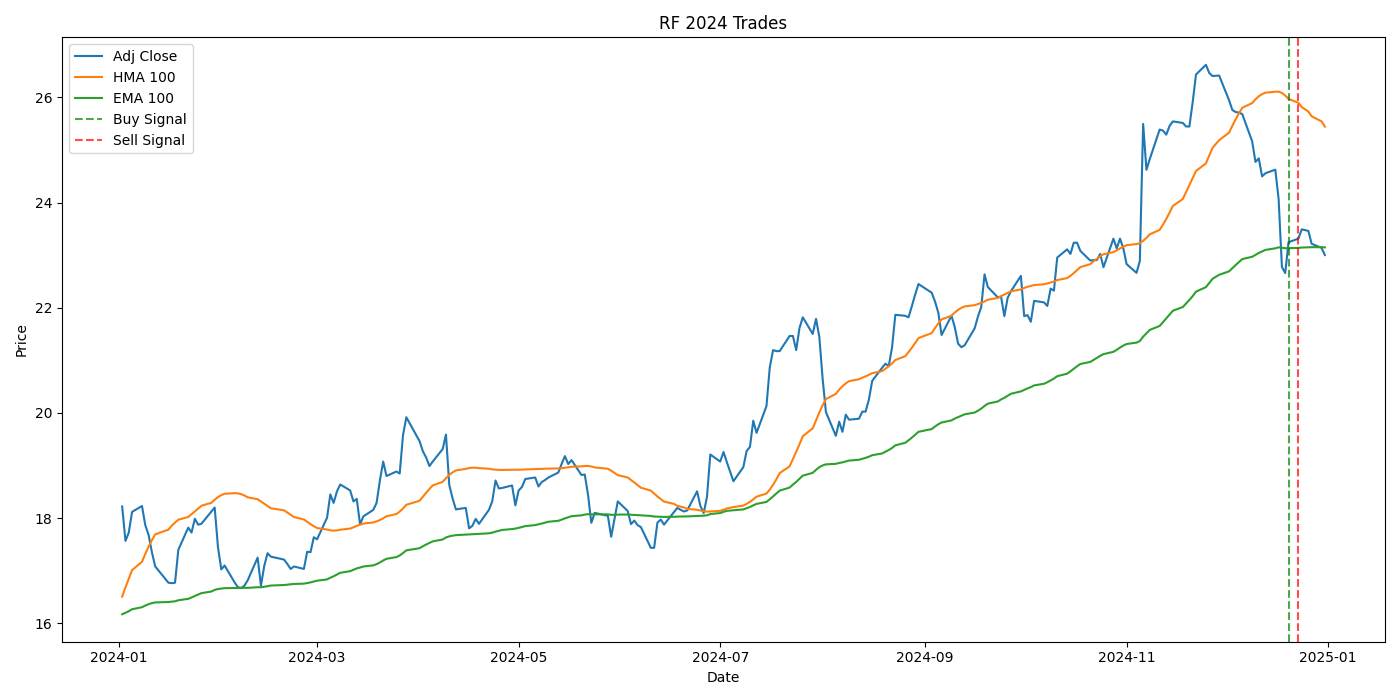 RF 2024 Trades
Adj Close
HMA 100
EMA 100
Buy Signal
Sell Signal
Price
26
24
22
20
18
16
2024-01
2024-03
2024-05
2024-07
2024-09
2024-11
2025-01
Date